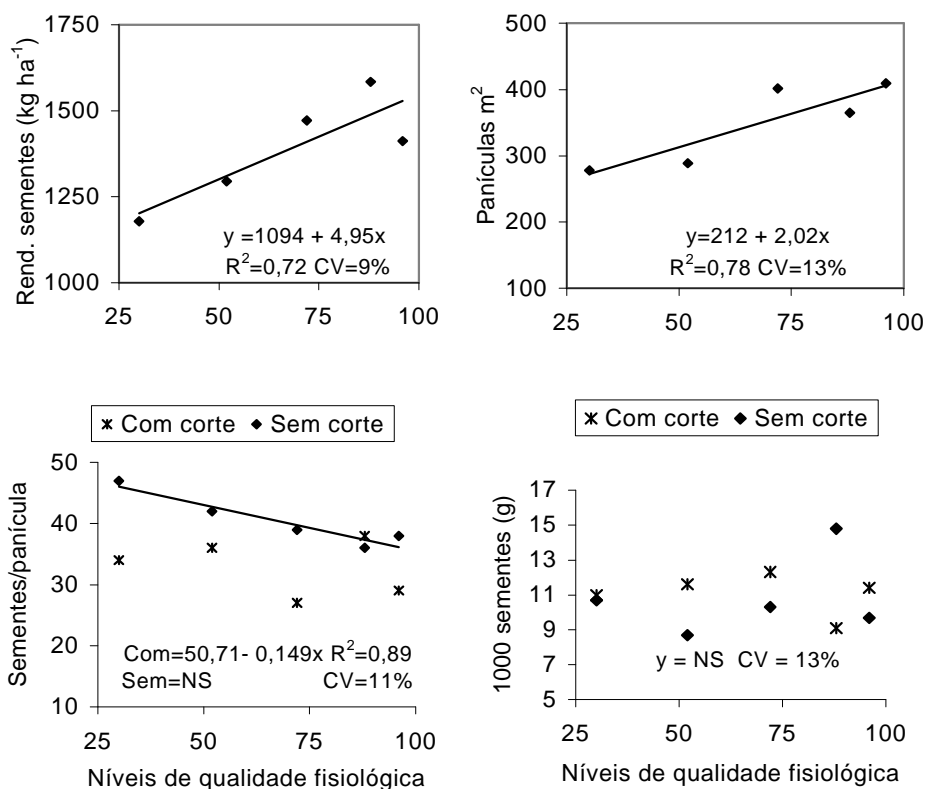 Rend. sementes (kg ha-1)
1750
1500
1250
1000
y =1094 + 4,95x
R2=0,72 CV=9%
25 50 75 100
Panículas m2
500
400
300
200
100
y=212 + 2,02x
R2=0,78 CV=13%
25 50 75 100
Com corte Sem corte
Sementes/panícula
50
40
30
20
10
Com=50,71- 0,149x R2=0,89
Sem=NS CV=11%
25 50 75 100
Níveis de qualidade fisiológica
Com corte Sem corte
1000 sementes (g)
17
15
13
11
9
7
5
y = NS CV = 13%
25 50 75 100
Níveis de qualidade fisiológica